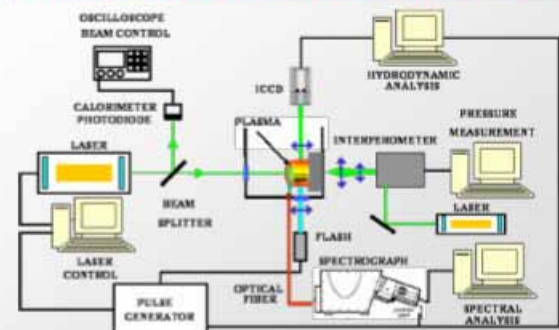 OSCILLOSCOPE
BEAM CONTROL
ICCD
HYDRODYNAMIC
ANALYSIS
CALORIMETER
PHOTODIODE
PLASMA
INTERFEROMETER
PRESSURE
MEASUREMENT
LASER
BEAM
SPLITTER
LASER
LASER
CONTROL
FLASH
SPECTROGRAPH
OPTICAL
FIBER
PULSE
GENERATOR
SPECTRAL
ANALYSIS